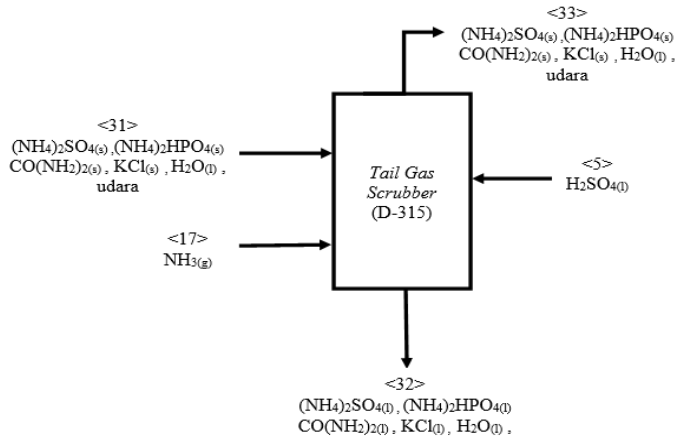 <33>
(NH4)2SO4(s) ,(NH4)2HPO4(s)
CO(NH2)2(s) , KCl(s) , H2O(l) ,
udara
<31>
(NH4)2SO4(s) ,(NH4)2HPO4(s)
CO(NH2)2(s) , KCl(s) , H2O(l) ,
udara
<17>
NH3(g)
Tail Gas
Scrubber
(D-315)
<5>
H2SO4(l)
<32>
(NH4)2SO4(l) , (NH4)2HPO4(l)
CO(NH2)2(l) , KCl(l) , H2O(l) ,